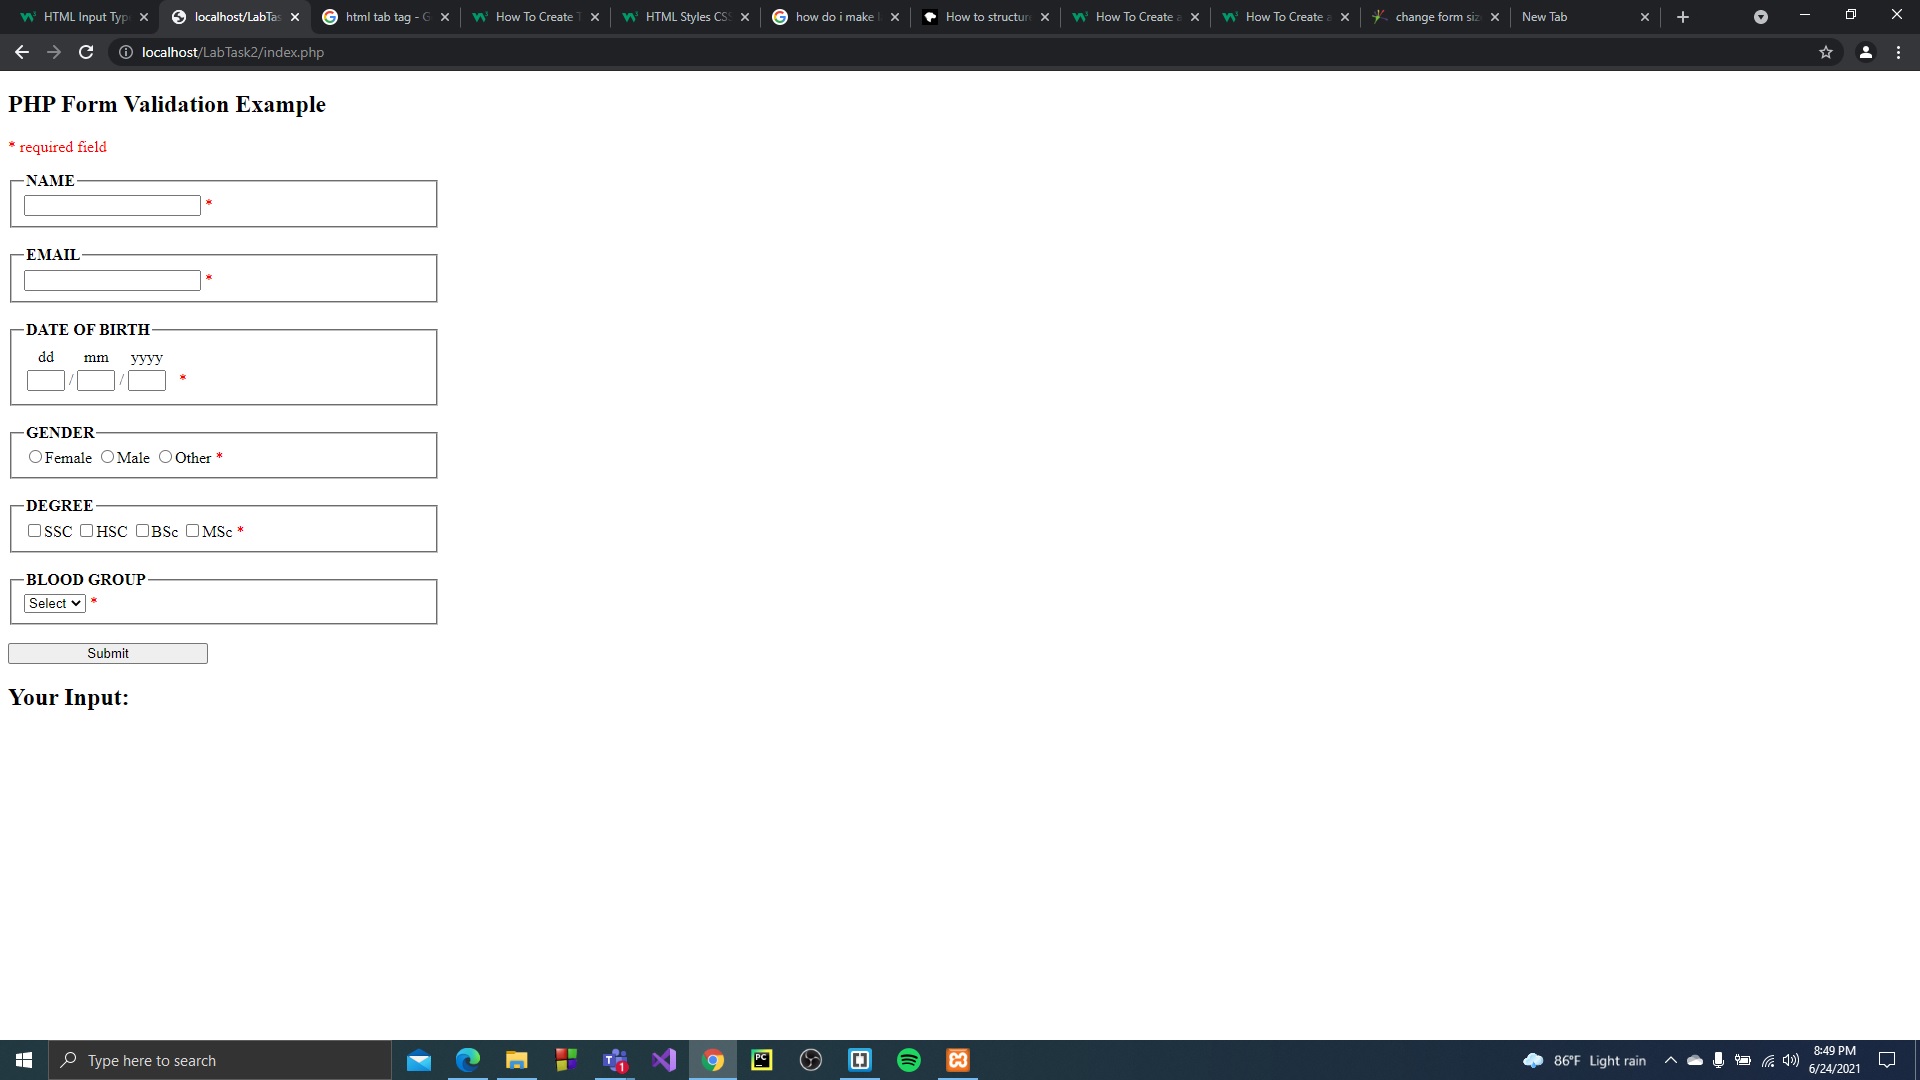 HTML Input Typ
localhost/LabTas
html tab tag - G
How To Create T
HTML Styles CSS
how do i make l
How to structure
How To Create a
How To Create a
change form siz
New Tab
localhost/LabTask2/index.php
PHP Form Validation Example
* required field
NAME
*
EMAIL
*
DATE OF BIRTH
dd mm yyyy
/ / *
GENDER
Female Male Other *
DEGREE
SSC HSC BSc MSc *
BLOOD GROUP
Select *
Submit
Your Input:
Type here to search
1
PC
86°F Light rain
8:49 PM
6/24/2021